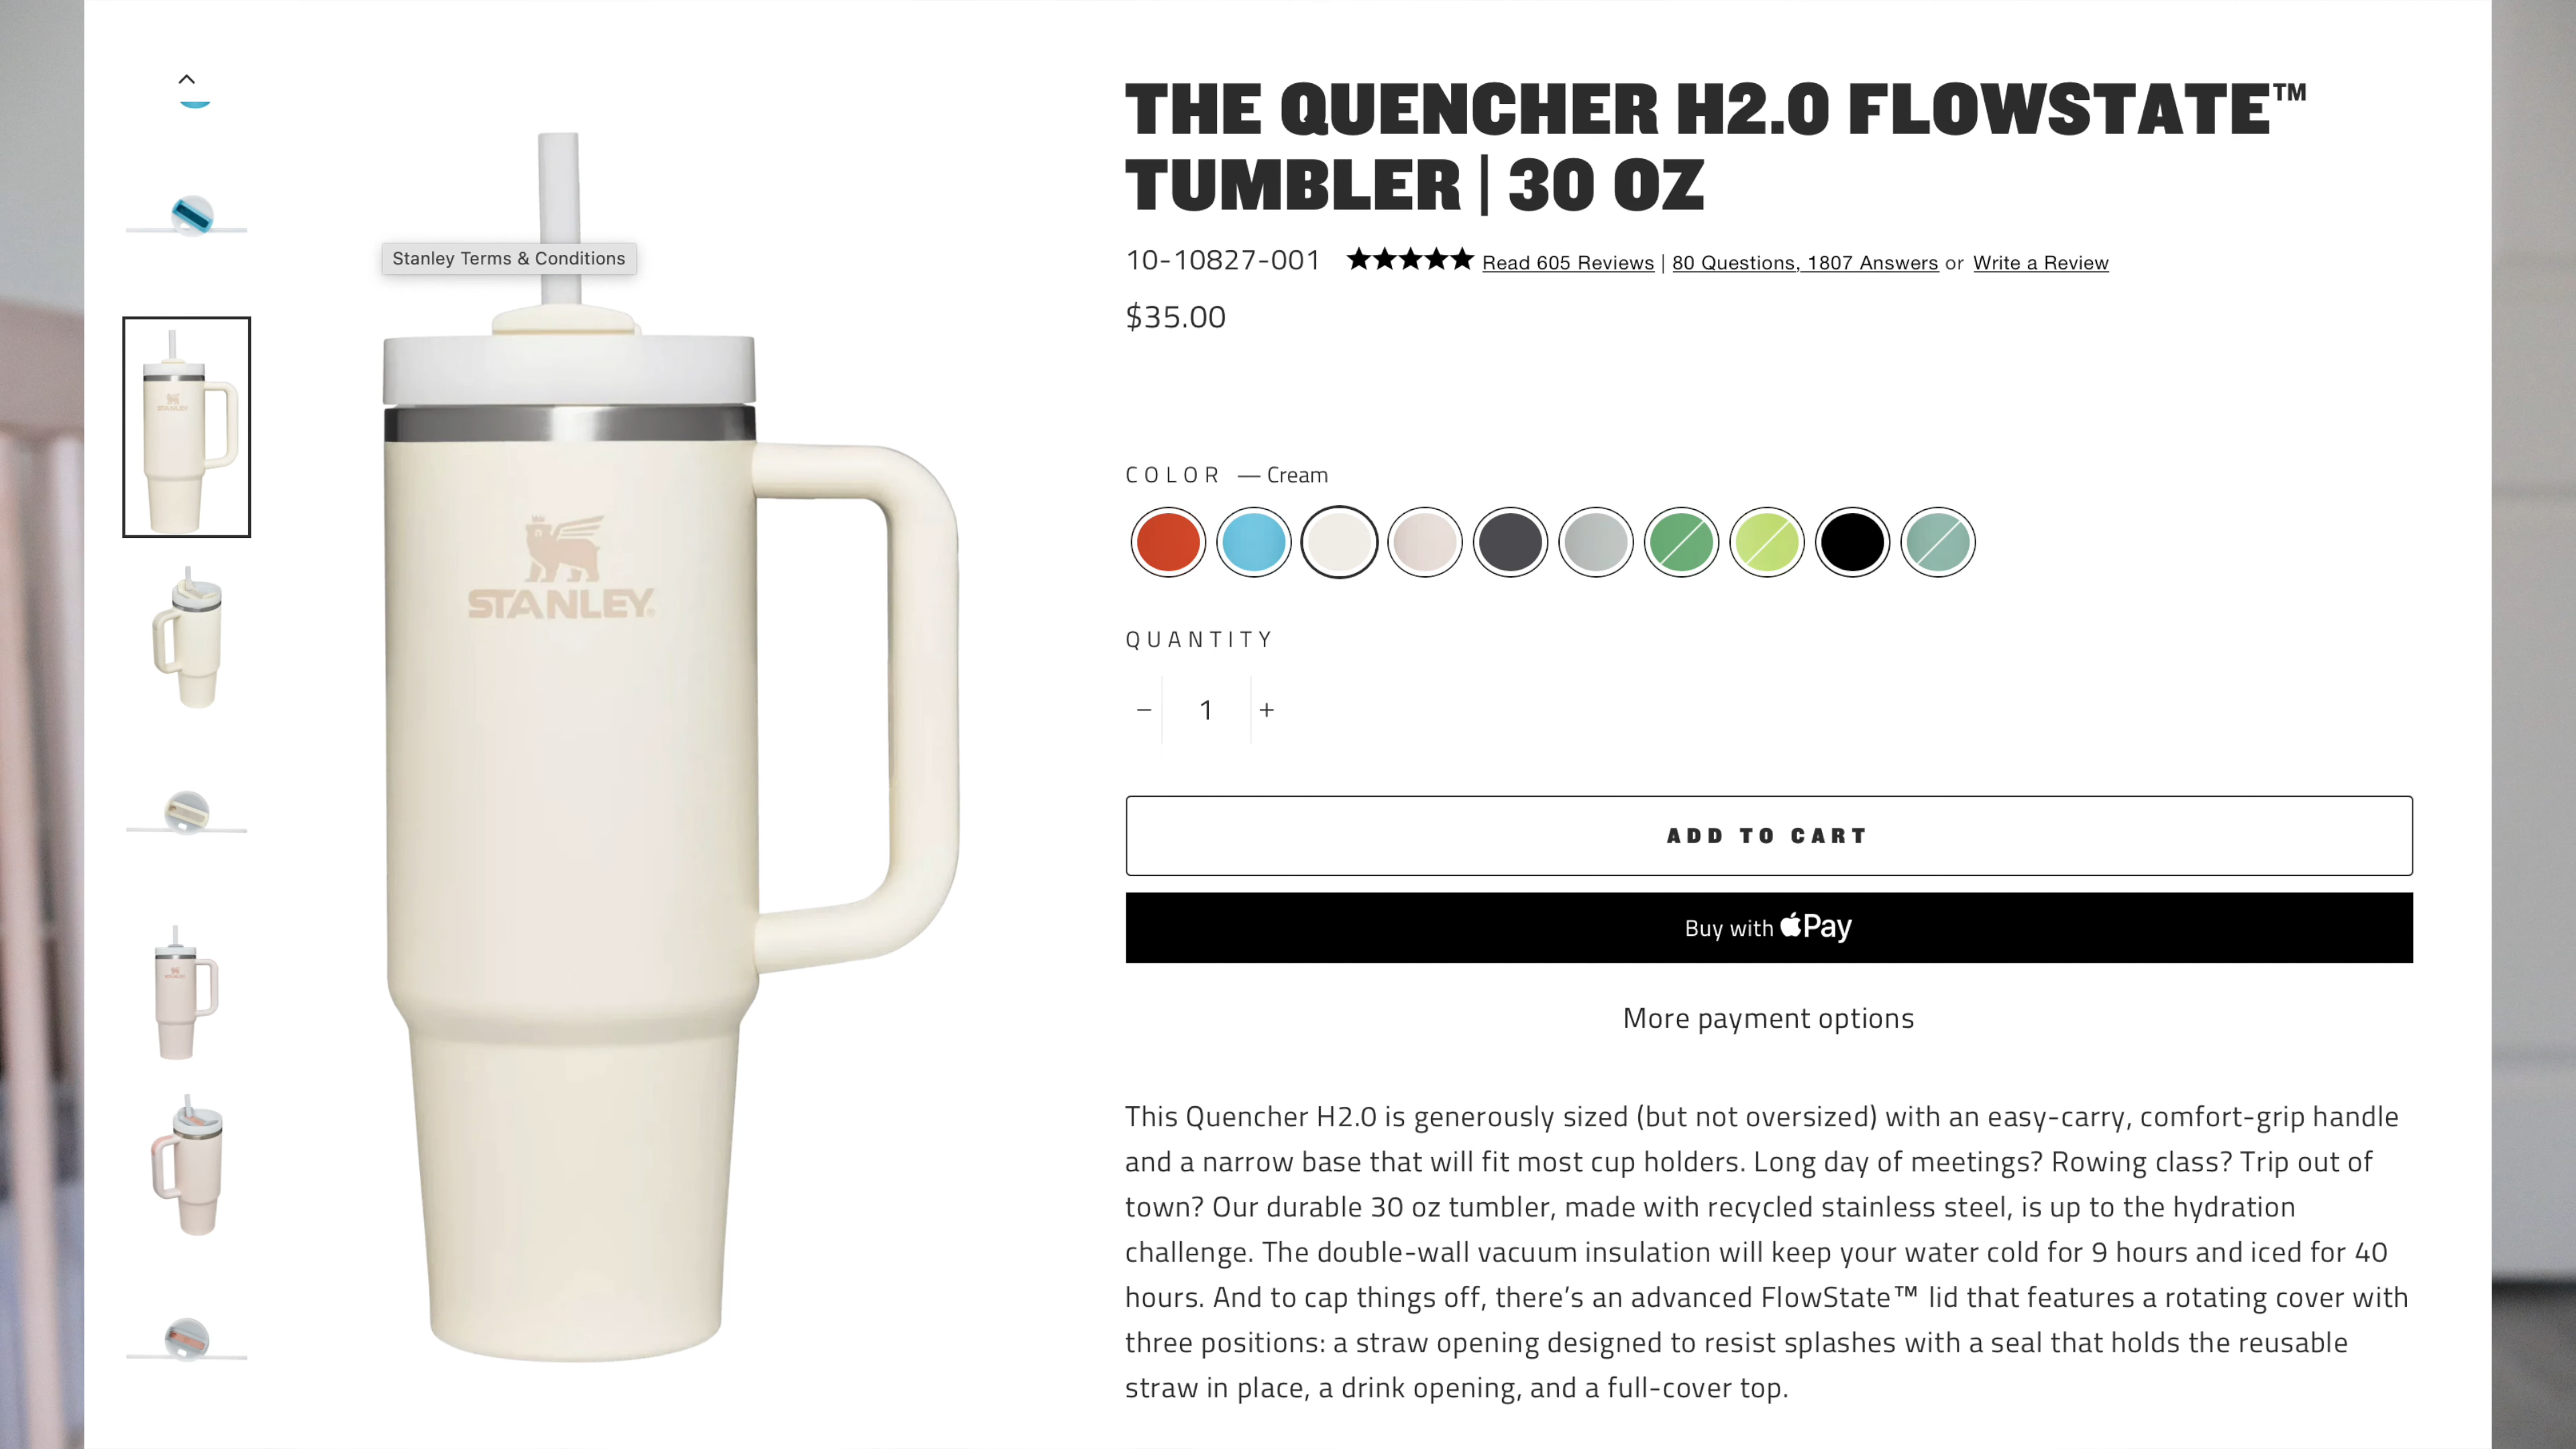 THE QUENCHER H2.0 FLOWSTATE™
TUMBLER | 30 OZ
10-10827-001 ★★★★★ Read 605 Reviews | 80 Questions, 1807 Answers or Write a Review
$35.00
Stanley Terms & Conditions
STANLEY®
COLOR — Cream
QUANTITY
− 1 +
ADD TO CART
Buy with Pay
More payment options
This Quencher H2.0 is generously sized (but not oversized) with an easy-carry, comfort-grip handle
and a narrow base that will fit most cup holders. Long day of meetings? Rowing class? Trip out of
town? Our durable 30 oz tumbler, made with recycled stainless steel, is up to the hydration
challenge. The double-wall vacuum insulation will keep your water cold for 9 hours and iced for 40
hours. And to cap things off, there’s an advanced FlowState™ lid that features a rotating cover with
three positions: a straw opening designed to resist splashes with a seal that holds the reusable
straw in place, a drink opening, and a full-cover top.
STANLEY